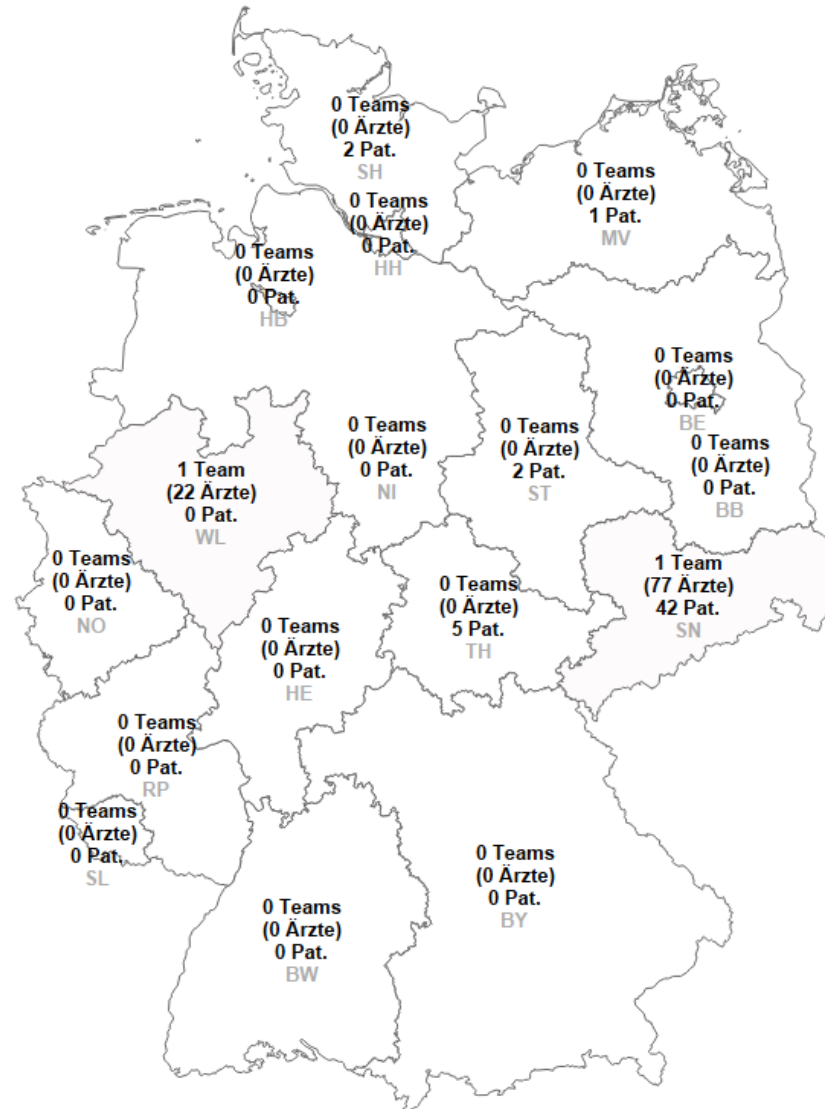 0 Teams
(0 Ärzte)
2 Pat.
SH
0 Teams
(0 Ärzte)
1 Pat.
MV
0 Teams
(0 Ärzte)
0 Pat.
HH
0 Teams
(0 Ärzte)
0 Pat.
HB
0 Teams
(0 Ärzte)
0 Pat.
BE
0 Teams
(0 Ärzte)
0 Pat.
NI
0 Teams
(0 Ärzte)
2 Pat.
ST
0 Teams
(0 Ärzte)
0 Pat.
BB
1 Team
(22 Ärzte)
0 Pat.
WL
0 Teams
(0 Ärzte)
0 Pat.
NO
1 Team
(77 Ärzte)
42 Pat.
SN
0 Teams
(0 Ärzte)
5 Pat.
TH
0 Teams
(0 Ärzte)
0 Pat.
HE
0 Teams
(0 Ärzte)
0 Pat.
RP
0 Teams
(0 Ärzte)
0 Pat.
SL
0 Teams
(0 Ärzte)
0 Pat.
BY
0 Teams
(0 Ärzte)
0 Pat.
BW